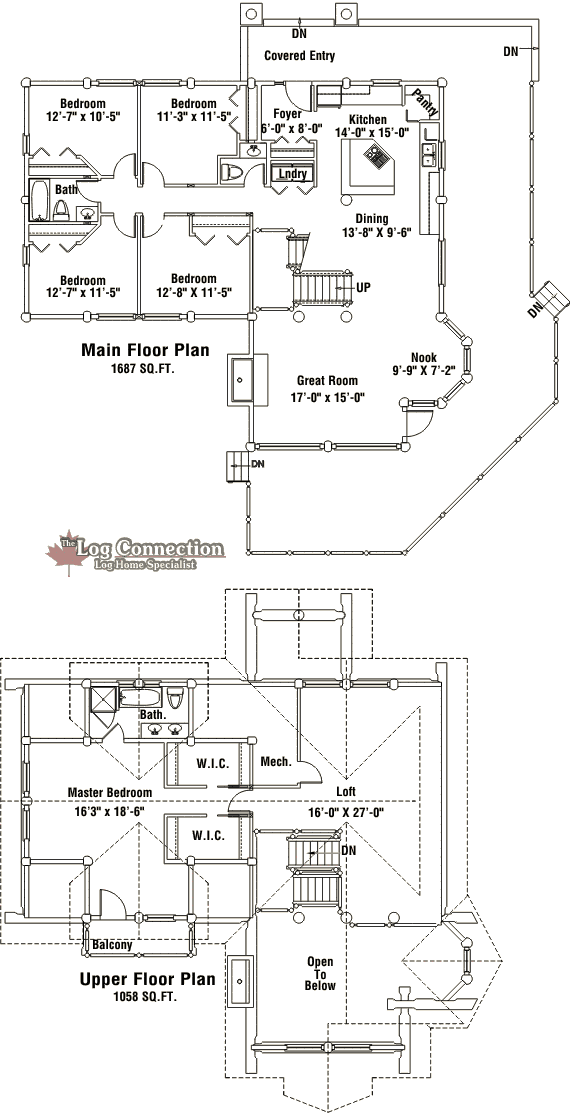 DN
Covered Entry
DN
Bedroom
12'-7" x 10'-5"
Bedroom
11'-3" x 11'-5"
Foyer
6'-0" x 8'-0"
Kitchen
14'-0" x 15'-0"
Pantry
Lndry
Bath
Dining
13'-8" X 9'-6"
Bedroom
12'-7" x 11'-5"
Bedroom
12'-8" X 11'-5"
UP
DN
Main Floor Plan
1687 SQ.FT.
Nook
9'-9" X 7'-2"
Great Room
17'-0" x 15'-0"
DN
The Log Connection
Log Home Specialist
Bath.
W.I.C.
Mech.
Master Bedroom
16'3" x 18'-6"
Loft
16'-0" X 27'-0"
W.I.C.
DN
Balcony
Open
To
Below
Upper Floor Plan
1058 SQ.FT.